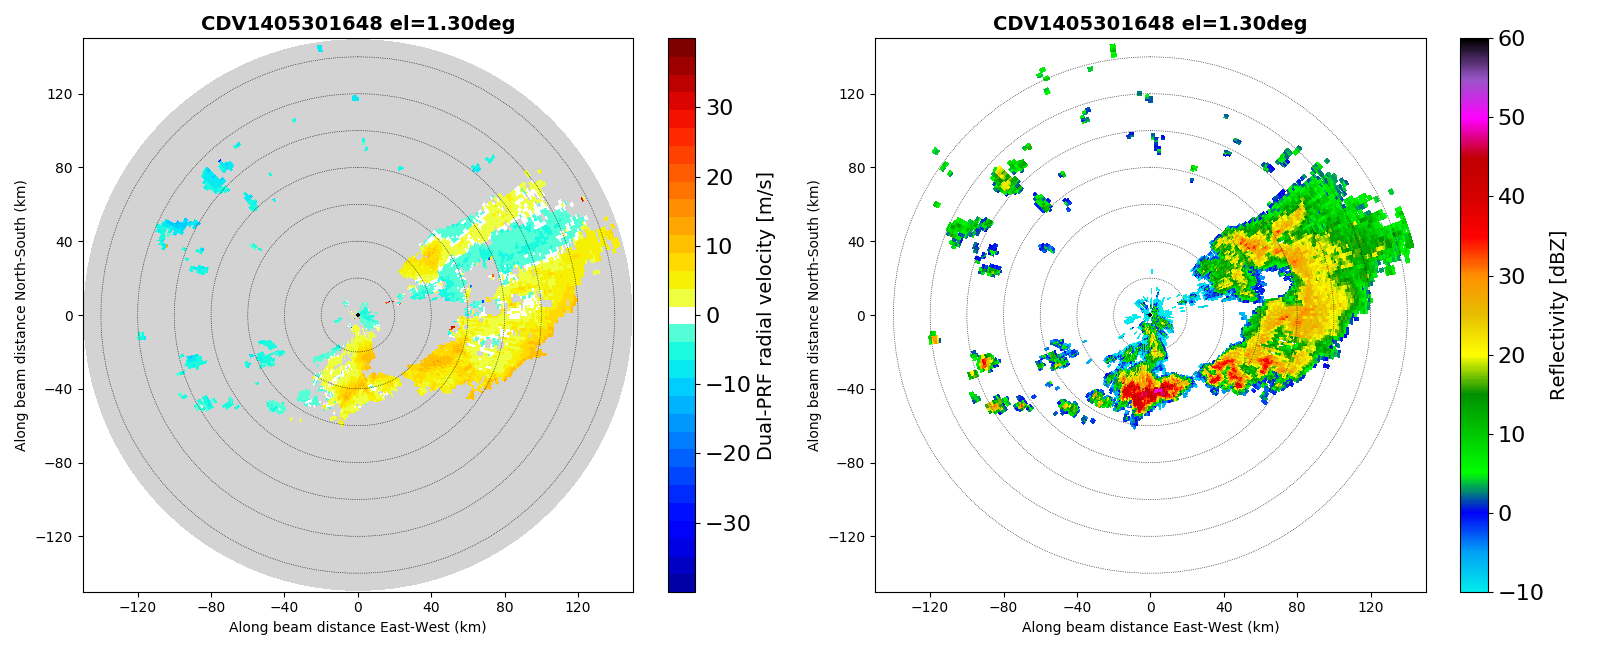 CDV1405301648 el=1.30deg
Along beam distance North-South (km)
120
80
40
0
−40
−80
−120
−120 −80 −40 0 40 80 120
Along beam distance East-West (km)
30
20
10
0
−10
−20
−30
Dual-PRF radial velocity [m/s]
CDV1405301648 el=1.30deg
Along beam distance North-South (km)
120
80
40
0
−40
−80
−120
−120 −80 −40 0 40 80 120
Along beam distance East-West (km)
60
50
40
30
20
10
0
−10
Reflectivity [dBZ]